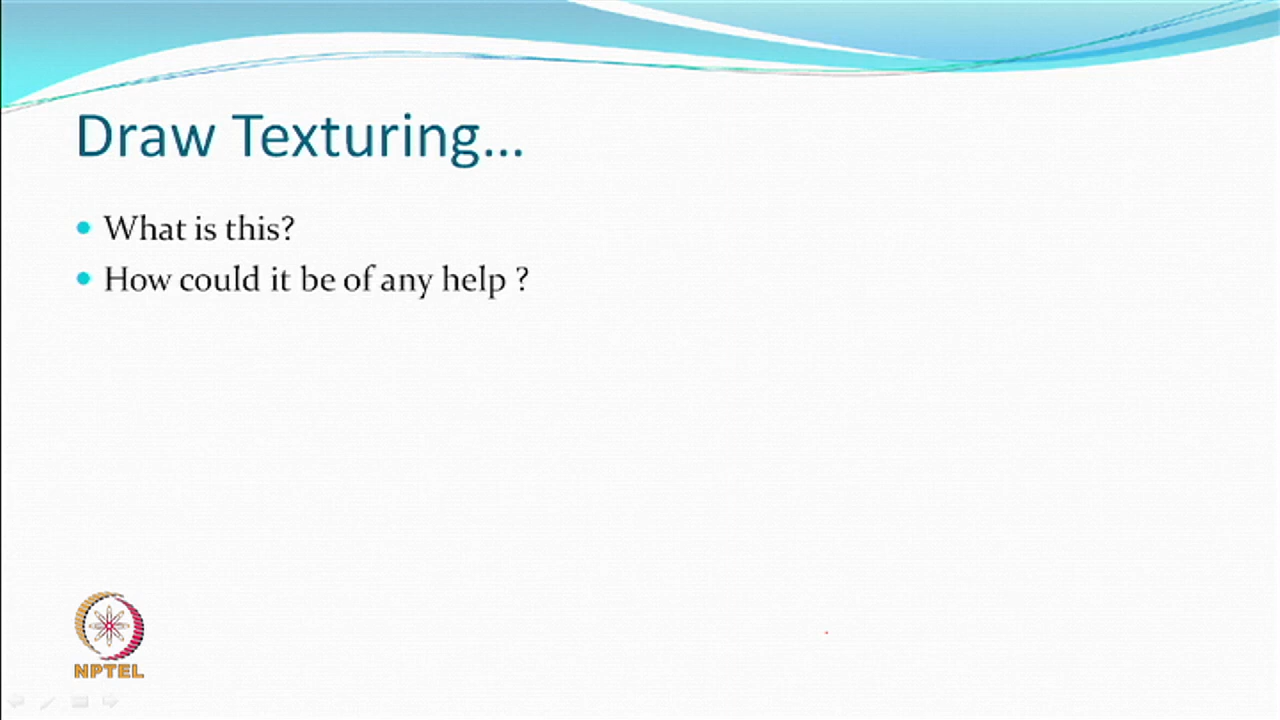 Draw Texturing...
What is this?
How could it be of any help ?
NPTEL